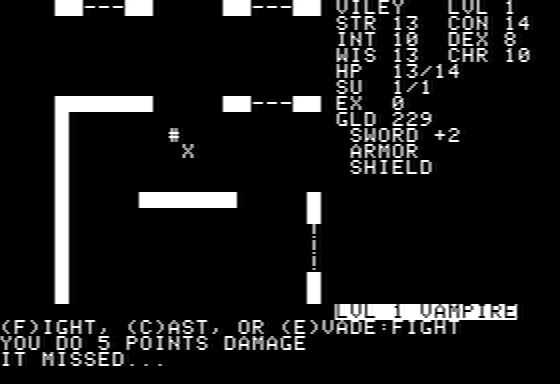 VILEY LVL 1
STR 13 CON 14
INT 10 DEX 8
WIS 13 CHR 10
HP 13/14
SU 1/1
EX 0
GLD 229
SWORD +2
ARMOR
SHIELD
#
X
LVL 1 VAMPIRE
(F)IGHT, (C)AST, OR (E)VADE:FIGHT
YOU DO 5 POINTS DAMAGE
IT MISSED...